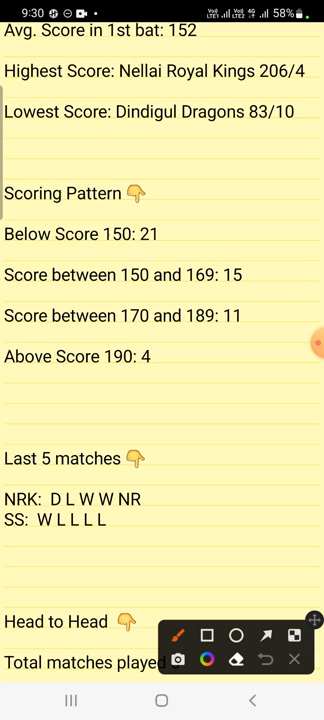 9:30 58%
Avg. Score in 1st bat: 152
Highest Score: Nellai Royal Kings 206/4
Lowest Score: Dindigul Dragons 83/10
Scoring Pattern 👇
Below Score 150: 21
Score between 150 and 169: 15
Score between 170 and 189: 11
Above Score 190: 4
Last 5 matches 👇
NRK: D L W W NR
SS: W L L L L
Head to Head 👇
Total matches played